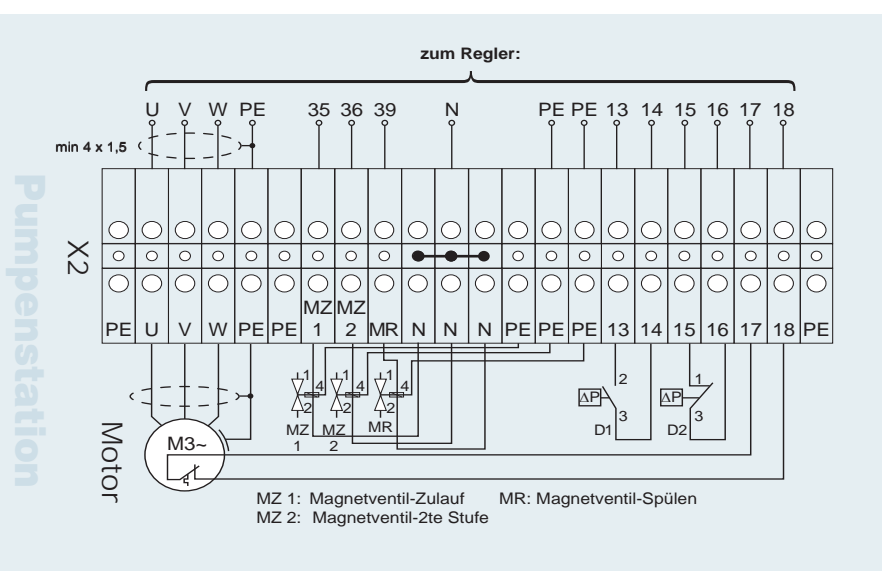 zum Regler:
U V W PE 35 36 39 N PE PE 13 14 15 16 17 18
min 4 x 1,5
Pumpenstation
X2
MZ MZ
PE U V W PE PE 1 2 MR N N N PE PE PE 13 14 15 16 17 18 PE
1 4 2 1 4 2 1 4 2
MZ 1 MZ 2 MR
2 ΔP 3 D1
1 ΔP 3 D2
Motor
M3~
MZ 1: Magnetventil-Zulauf MR: Magnetventil-Spülen
MZ 2: Magnetventil-2te Stufe